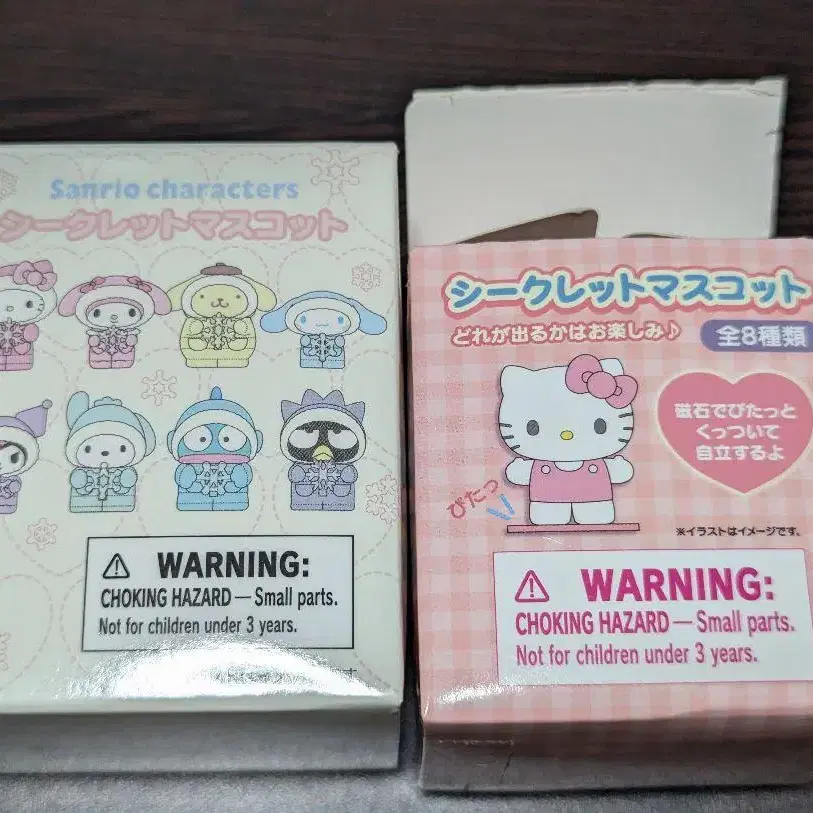 Sanrio characters
シークレットマスコット
⚠ WARNING:
CHOKING HAZARD — Small parts.
Not for children under 3 years.
シークレットマスコット
どれが出るかはお楽しみ♪
全8種類
磁石でぴたっと
くっついて
自立するよ
ぴたっ
※イラストはイメージです。
⚠ WARNING:
CHOKING HAZARD — Small parts.
Not for children under 3 years.